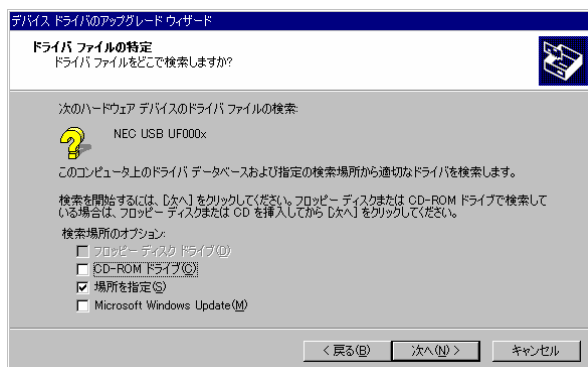 デバイス ドライバのアップグレード ウィザード
ドライバ ファイルの特定
ドライバ ファイルをどこで検索しますか?
次のハードウェア デバイスのドライバ ファイルの検索:
NEC USB UF000x
このコンピュータ上のドライバ データベースおよび指定の検索場所から適切なドライバを検索します。
検索を開始するには、[次へ] をクリックしてください。フロッピー ディスクまたは CD-ROM ドライブで検索して
いる場合は、フロッピー ディスクまたは CD を挿入してから [次へ] をクリックしてください。
検索場所のオプション:
フロッピー ディスク ドライブ(D)
CD-ROM ドライブ(C)
場所を指定(S)
Microsoft Windows Update(M)
< 戻る(B) 次へ(N) > キャンセル